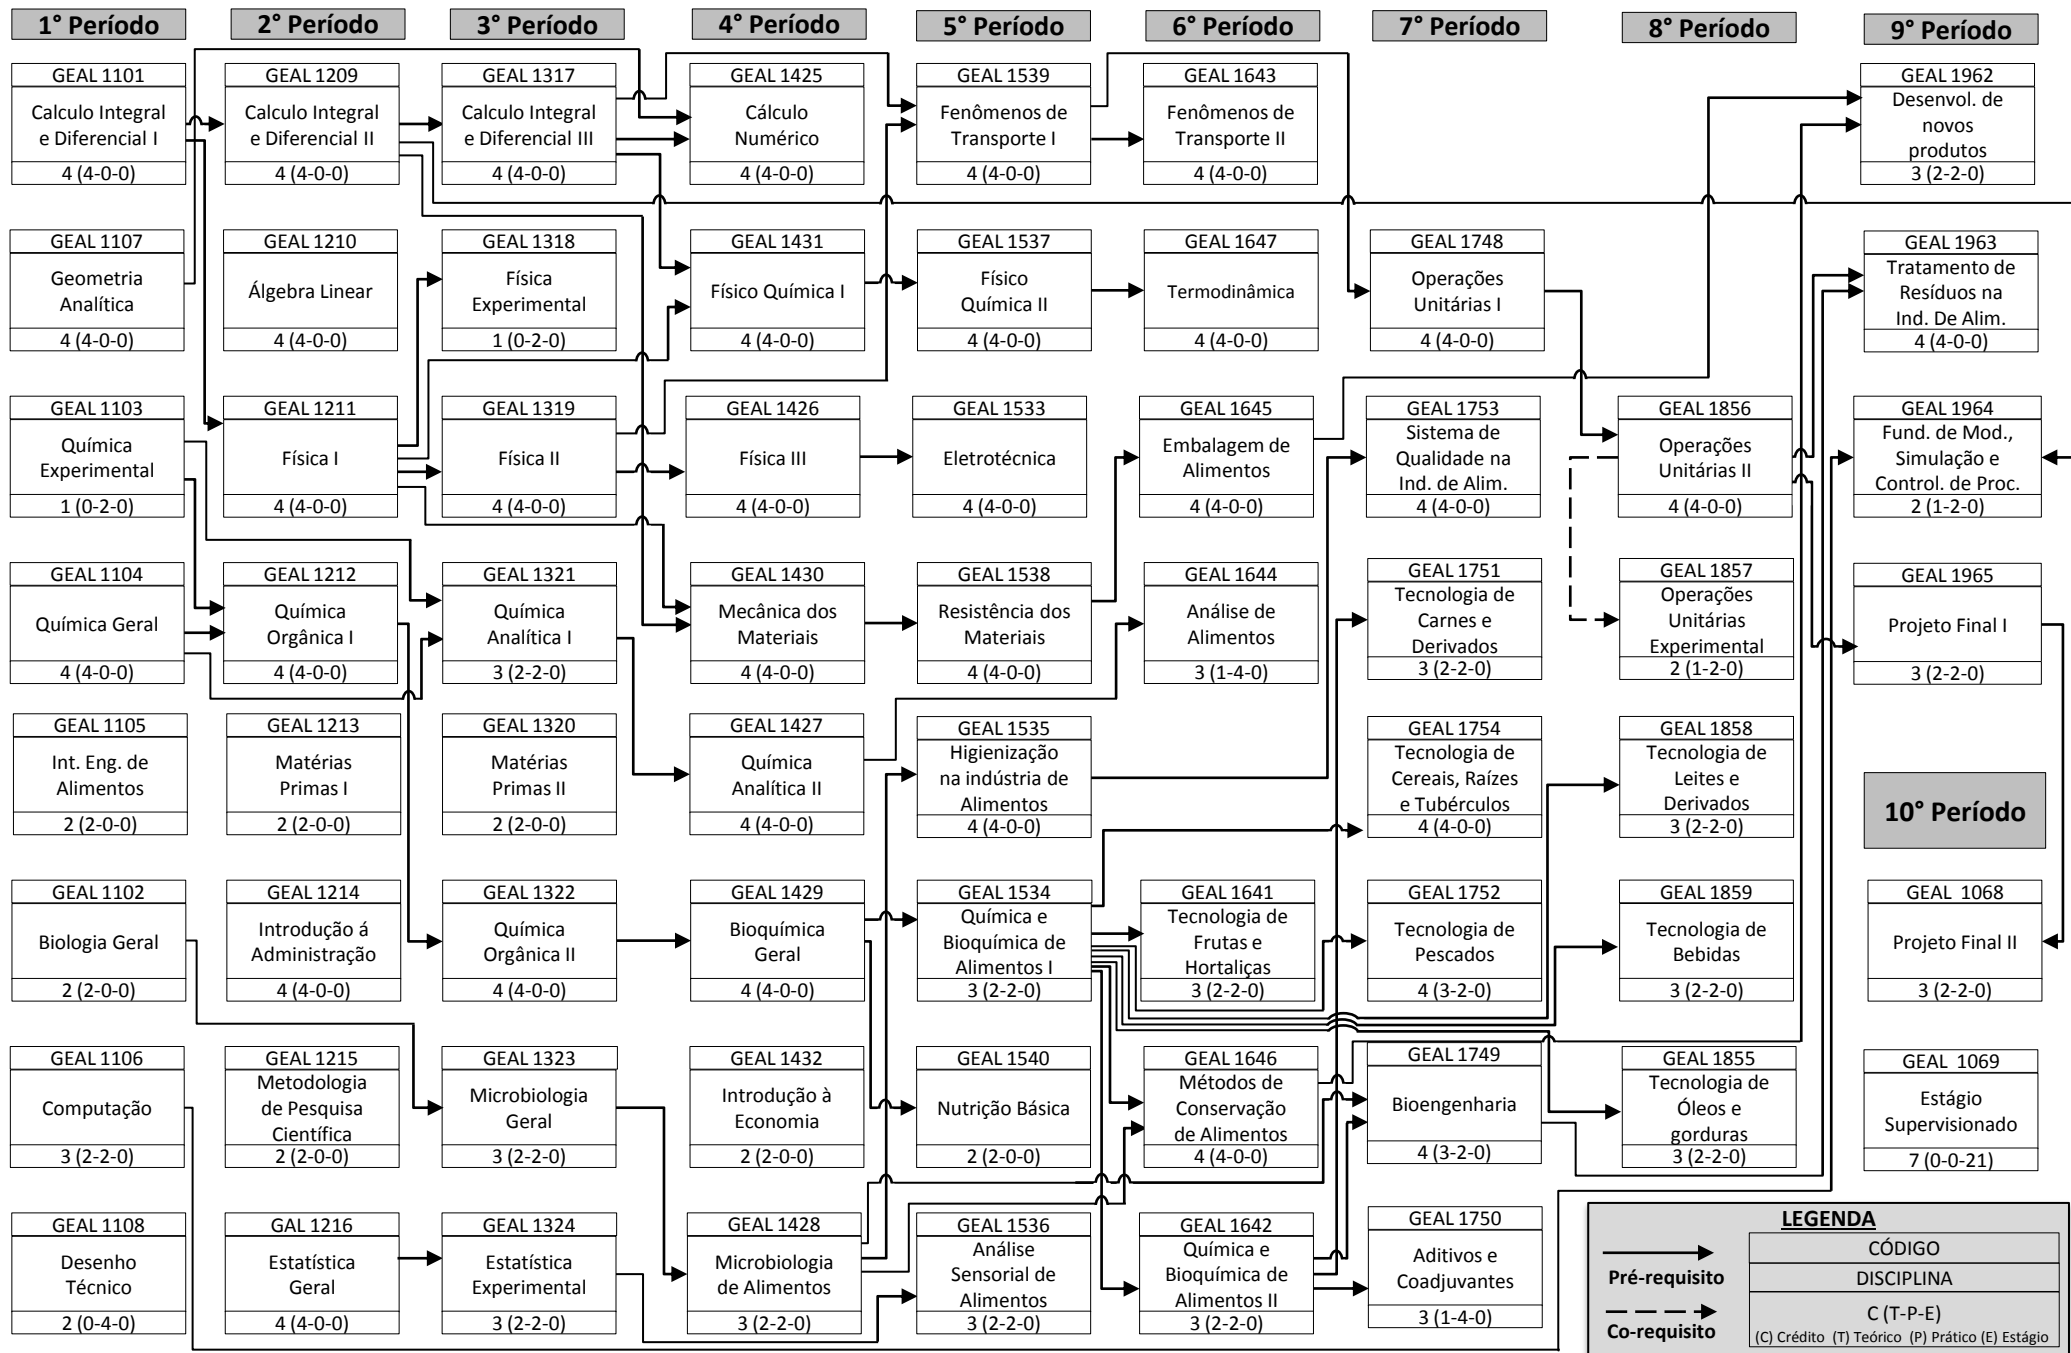 1° Período
2° Período
3° Período
4° Período
5° Período
6° Período
7° Período
8° Período
9° Período
GEAL 1101
Calculo Integral
e Diferencial I
4 (4-0-0)
GEAL 1209
Calculo Integral
e Diferencial II
4 (4-0-0)
GEAL 1317
Calculo Integral
e Diferencial III
4 (4-0-0)
GEAL 1425
Cálculo
Numérico
4 (4-0-0)
GEAL 1539
Fenômenos de
Transporte I
4 (4-0-0)
GEAL 1643
Fenômenos de
Transporte II
4 (4-0-0)
GEAL 1962
Desenvol. de
novos
produtos
3 (2-2-0)
GEAL 1107
Geometria
Analítica
4 (4-0-0)
GEAL 1210
Álgebra Linear
4 (4-0-0)
GEAL 1318
Física
Experimental
1 (0-2-0)
GEAL 1431
Físico Química I
4 (4-0-0)
GEAL 1537
Físico
Química II
4 (4-0-0)
GEAL 1647
Termodinâmica
4 (4-0-0)
GEAL 1748
Operações
Unitárias I
4 (4-0-0)
GEAL 1963
Tratamento de
Resíduos na
Ind. De Alim.
4 (4-0-0)
GEAL 1103
Química
Experimental
1 (0-2-0)
GEAL 1211
Física I
4 (4-0-0)
GEAL 1319
Física II
4 (4-0-0)
GEAL 1426
Física III
4 (4-0-0)
GEAL 1533
Eletrotécnica
4 (4-0-0)
GEAL 1645
Embalagem de
Alimentos
4 (4-0-0)
GEAL 1753
Sistema de
Qualidade na
Ind. de Alim.
4 (4-0-0)
GEAL 1856
Operações
Unitárias II
4 (4-0-0)
GEAL 1964
Fund. de Mod.,
Simulação e
Control. de Proc.
2 (1-2-0)
GEAL 1104
Química Geral
4 (4-0-0)
GEAL 1212
Química
Orgânica I
4 (4-0-0)
GEAL 1321
Química
Analítica I
3 (2-2-0)
GEAL 1430
Mecânica dos
Materiais
4 (4-0-0)
GEAL 1538
Resistência dos
Materiais
4 (4-0-0)
GEAL 1644
Análise de
Alimentos
3 (1-4-0)
GEAL 1751
Tecnologia de
Carnes e
Derivados
3 (2-2-0)
GEAL 1857
Operações
Unitárias
Experimental
2 (1-2-0)
GEAL 1965
Projeto Final I
3 (2-2-0)
GEAL 1105
Int. Eng. de
Alimentos
2 (2-0-0)
GEAL 1213
Matérias
Primas I
2 (2-0-0)
GEAL 1320
Matérias
Primas II
2 (2-0-0)
GEAL 1427
Química
Analítica II
4 (4-0-0)
GEAL 1535
Higienização
na indústria de
Alimentos
4 (4-0-0)
GEAL 1754
Tecnologia de
Cereais, Raízes
e Tubérculos
4 (4-0-0)
GEAL 1858
Tecnologia de
Leites e
Derivados
3 (2-2-0)
10° Período
GEAL 1102
Biologia Geral
2 (2-0-0)
GEAL 1214
Introdução á
Administração
4 (4-0-0)
GEAL 1322
Química
Orgânica II
4 (4-0-0)
GEAL 1429
Bioquímica
Geral
4 (4-0-0)
GEAL 1534
Química e
Bioquímica de
Alimentos I
3 (2-2-0)
GEAL 1641
Tecnologia de
Frutas e
Hortaliças
3 (2-2-0)
GEAL 1752
Tecnologia de
Pescados
4 (3-2-0)
GEAL 1859
Tecnologia de
Bebidas
3 (2-2-0)
GEAL 1068
Projeto Final II
3 (2-2-0)
GEAL 1106
Computação
3 (2-2-0)
GEAL 1215
Metodologia
de Pesquisa
Científica
2 (2-0-0)
GEAL 1323
Microbiologia
Geral
3 (2-2-0)
GEAL 1432
Introdução à
Economia
2 (2-0-0)
GEAL 1540
Nutrição Básica
2 (2-0-0)
GEAL 1646
Métodos de
Conservação
de Alimentos
4 (4-0-0)
GEAL 1749
Bioengenharia
4 (3-2-0)
GEAL 1855
Tecnologia de
Óleos e
gorduras
3 (2-2-0)
GEAL 1069
Estágio
Supervisionado
7 (0-0-21)
GEAL 1108
Desenho
Técnico
2 (0-4-0)
GAL 1216
Estatística
Geral
4 (4-0-0)
GEAL 1324
Estatística
Experimental
3 (2-2-0)
GEAL 1428
Microbiologia
de Alimentos
3 (2-2-0)
GEAL 1536
Análise
Sensorial de
Alimentos
3 (2-2-0)
GEAL 1642
Química e
Bioquímica de
Alimentos II
3 (2-2-0)
GEAL 1750
Aditivos e
Coadjuvantes
3 (1-4-0)
LEGENDA
Pré-requisito
Co-requisito
CÓDIGO
DISCIPLINA
C (T-P-E)
(C) Crédito (T) Teórico (P) Prático (E) Estágio